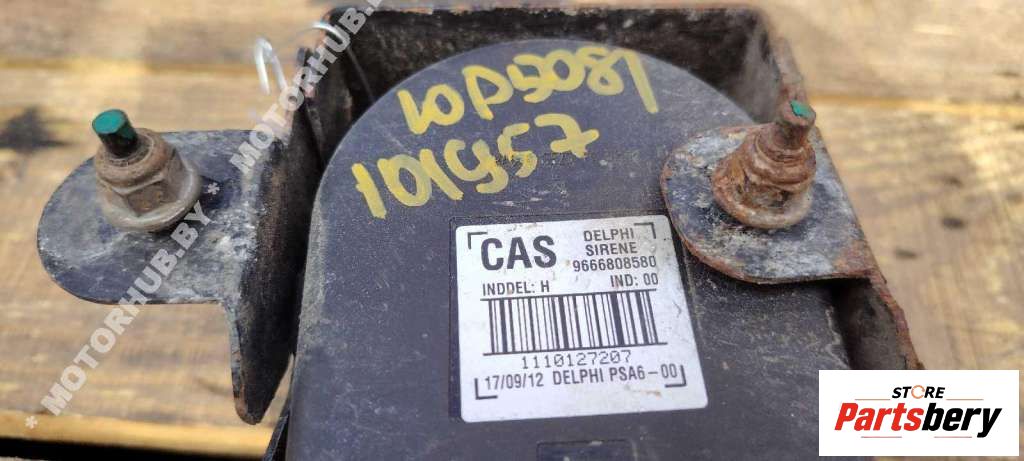 10P5081
101957
CAS
DELPHI
SIRENE
9666808580
INDDEL: H IND: 00
1110127207
17/09/12 DELPHI PSA6-00
* MOTORHUB.BY * MOTORHUB.BY
STORE
Partsbery